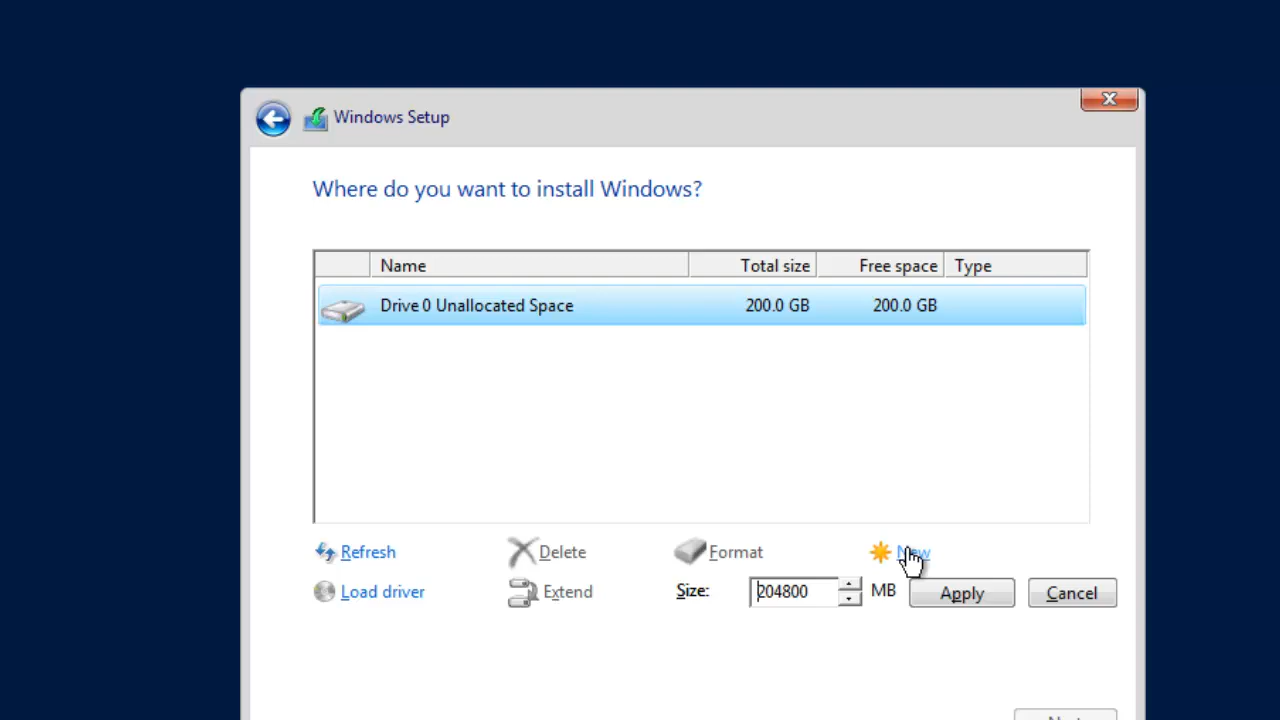 Windows Setup
Where do you want to install Windows?
Name Total size Free space Type
Drive 0 Unallocated Space 200.0 GB 200.0 GB
Refresh Delete Format New
Load driver Extend Size: 204800 MB Apply Cancel